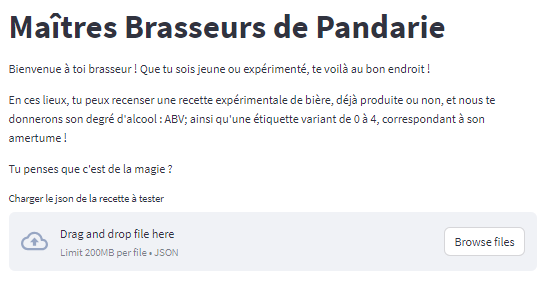 Maîtres Brasseurs de Pandarie
Bienvenue à toi brasseur ! Que tu sois jeune ou expérimenté, te voilà au bon endroit !
En ces lieux, tu peux recenser une recette expérimentale de bière, déjà produite ou non, et nous te
donnerons son degré d'alcool : ABV; ainsi qu'une étiquette variant de 0 à 4, correspondant à son
amertume !
Tu penses que c'est de la magie ?
Charger le json de la recette à tester
Drag and drop file here
Limit 200MB per file • JSON
Browse files